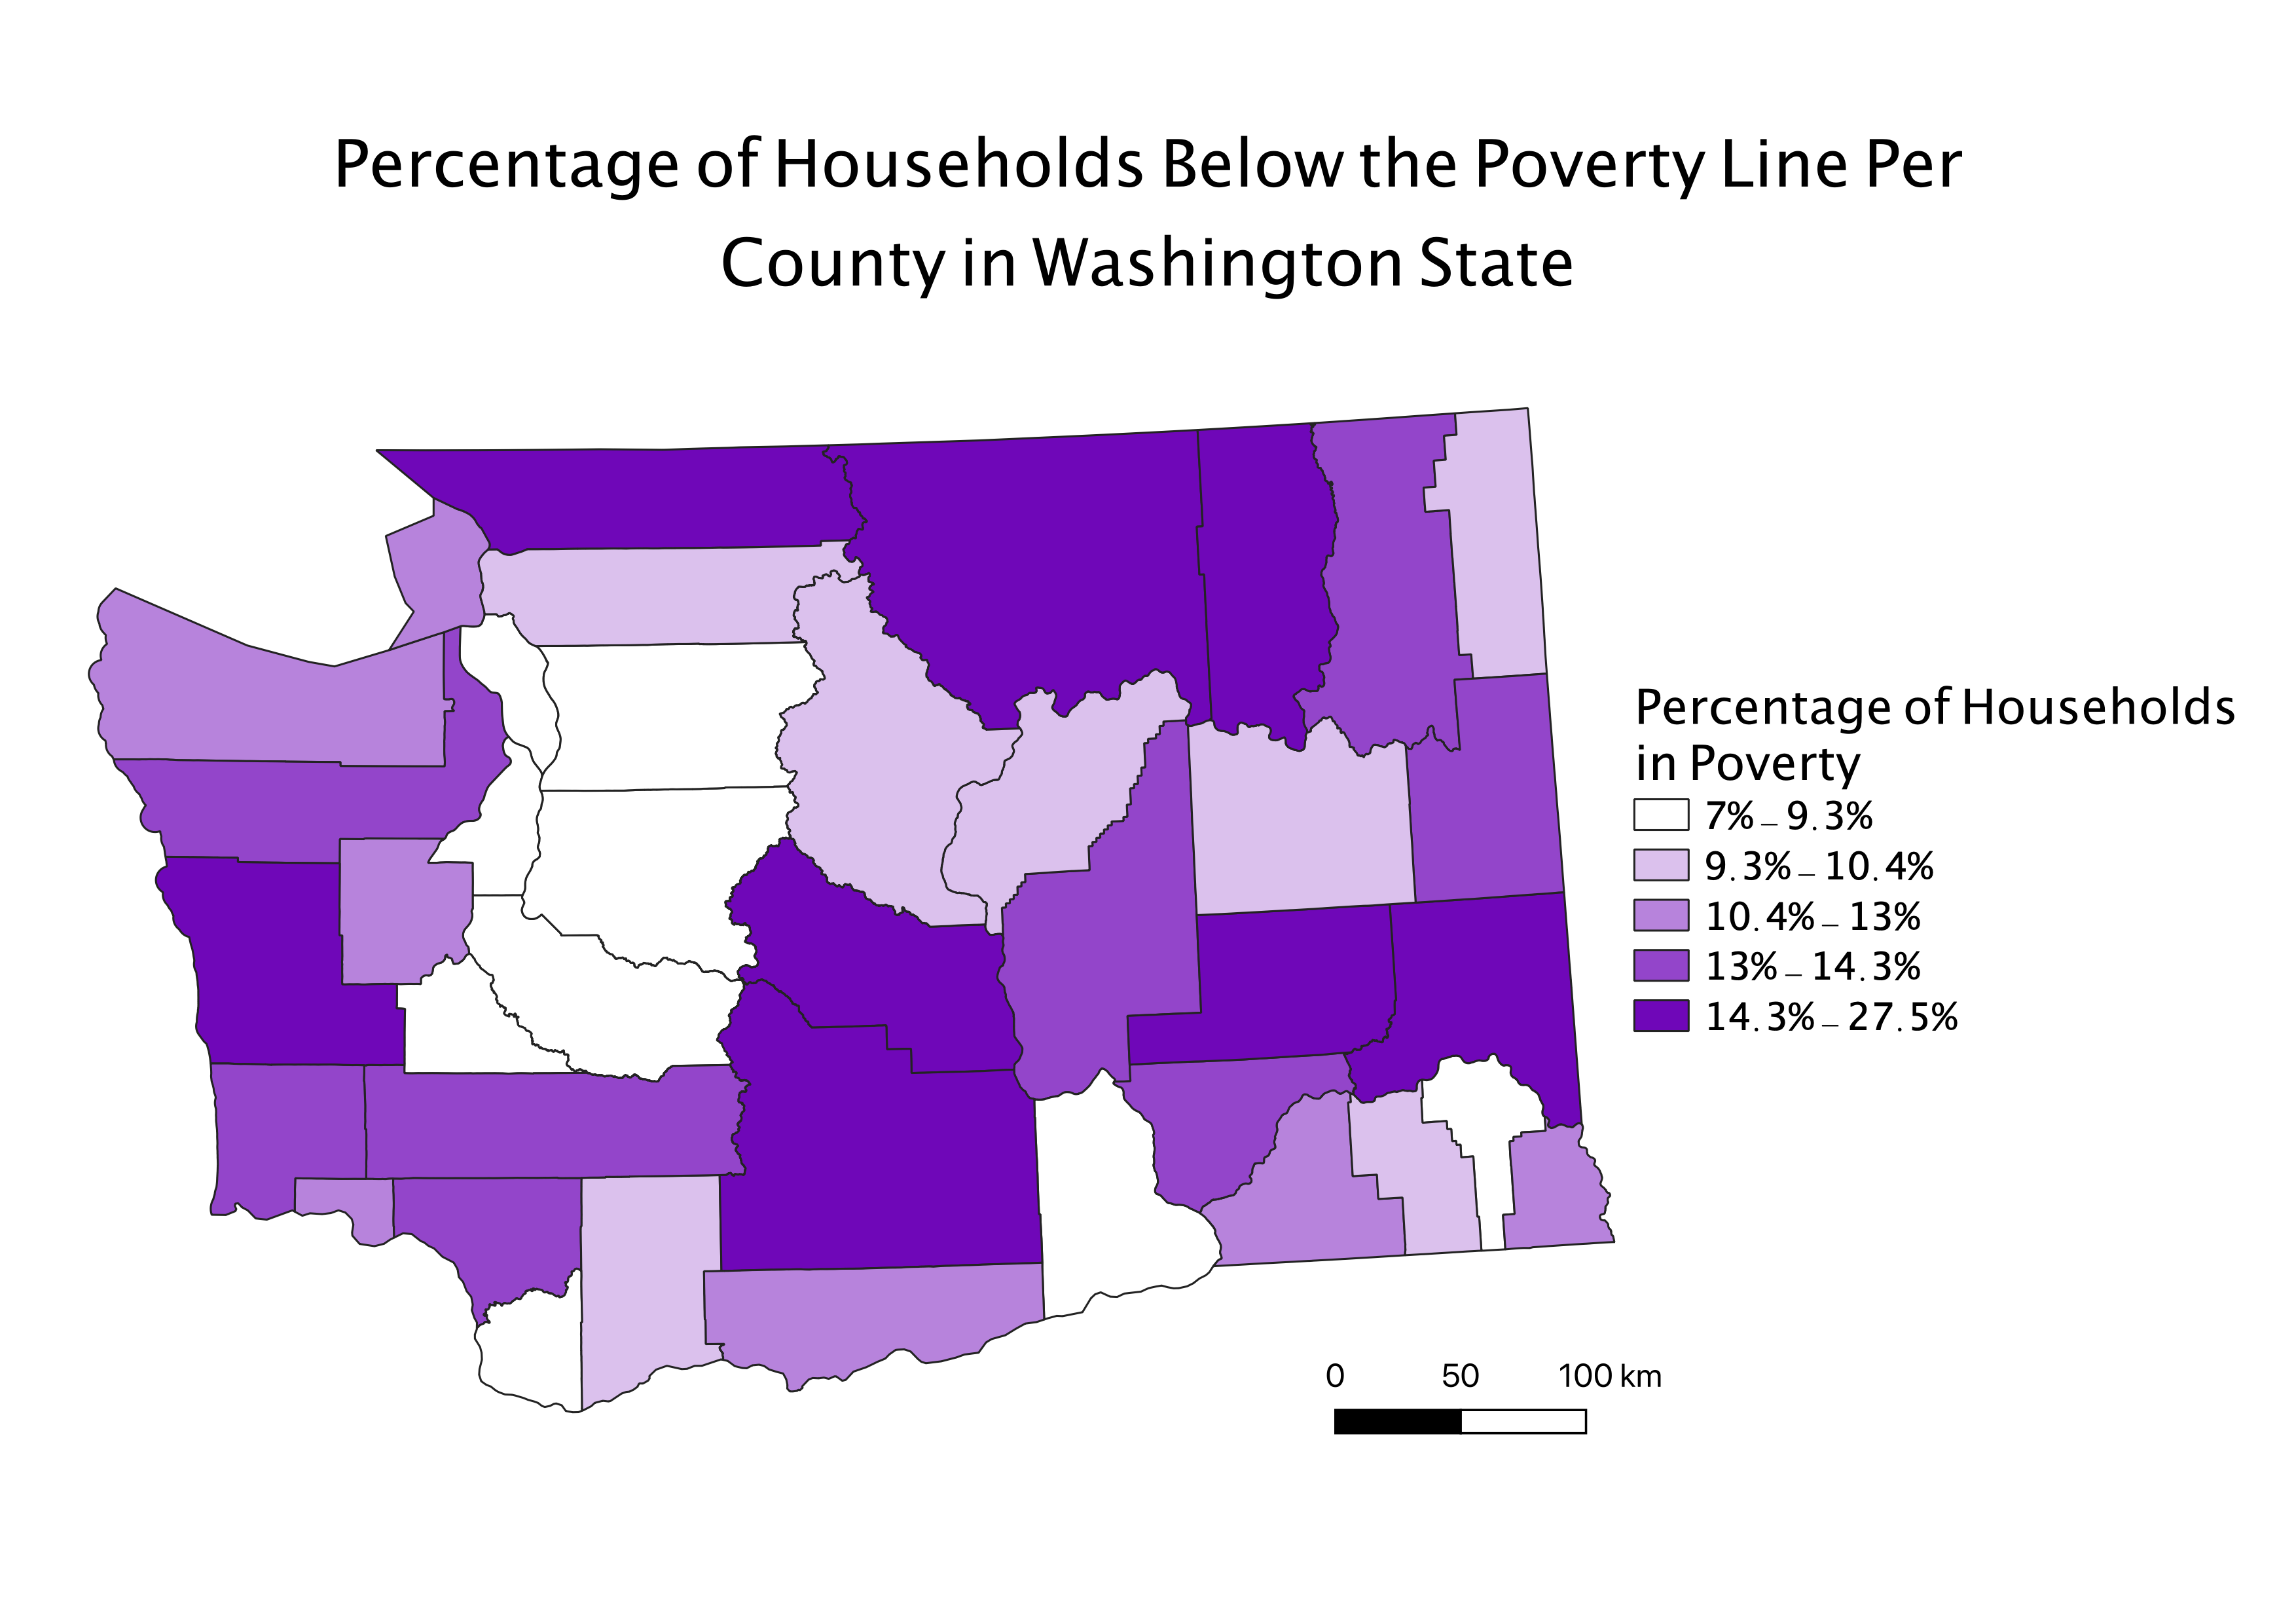 Percentage of Households Below the Poverty Line Per
County in Washington State
Percentage of Households
in Poverty
7% – 9.3%
9.3% – 10.4%
10.4% – 13%
13% – 14.3%
14.3% – 27.5%
0 50 100 km